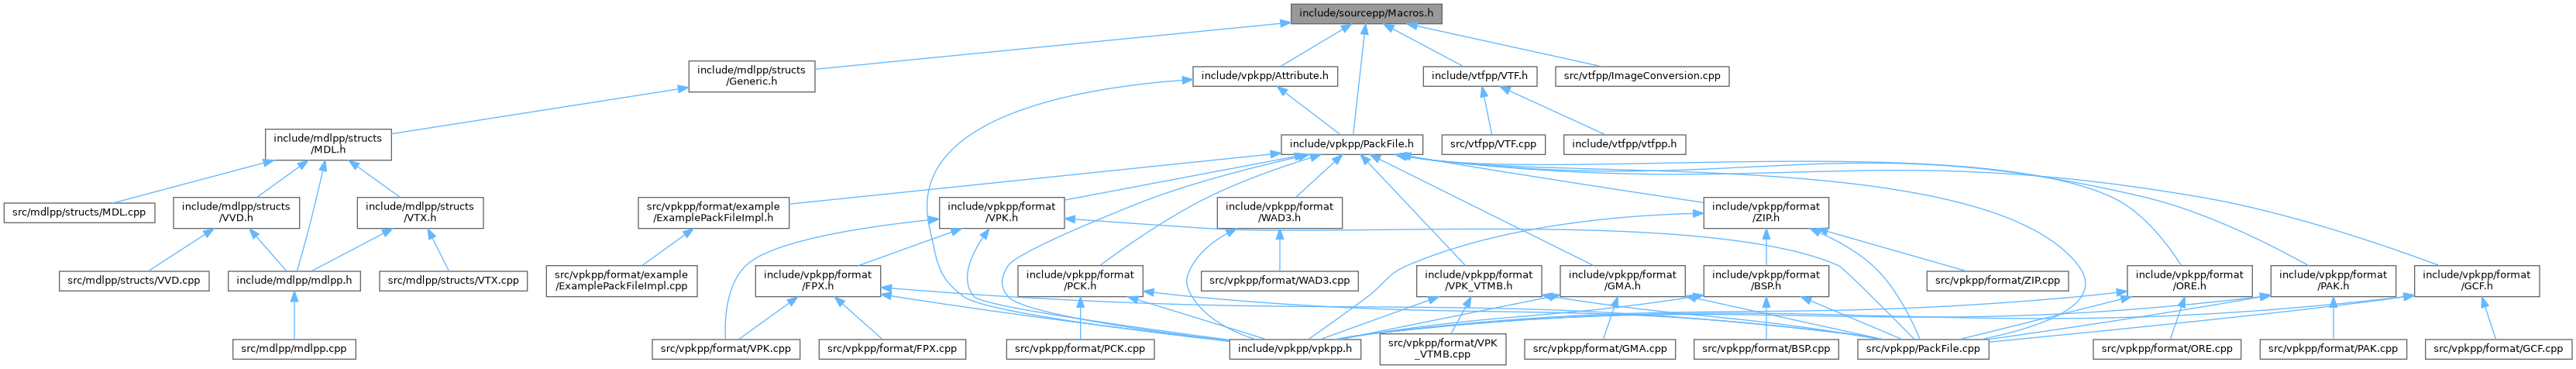 include/sourcepp/Macros.h
include/mdlpp/structs
/Generic.h
include/vpkpp/Attribute.h
include/vtfpp/VTF.h
src/vtfpp/ImageConversion.cpp
include/mdlpp/structs
/MDL.h
include/vpkpp/PackFile.h
src/vtfpp/VTF.cpp
include/vtfpp/vtfpp.h
src/mdlpp/structs/MDL.cpp
include/mdlpp/structs
/VVD.h
include/mdlpp/structs
/VTX.h
src/vpkpp/format/example
/ExamplePackFileImpl.h
include/vpkpp/format
/VPK.h
include/vpkpp/format
/WAD3.h
include/vpkpp/format
/ZIP.h
src/mdlpp/structs/VVD.cpp
include/mdlpp/mdlpp.h
src/mdlpp/structs/VTX.cpp
src/vpkpp/format/example
/ExamplePackFileImpl.cpp
include/vpkpp/format
/FPX.h
include/vpkpp/format
/PCK.h
src/vpkpp/format/WAD3.cpp
include/vpkpp/format
/VPK_VTMB.h
include/vpkpp/format
/GMA.h
include/vpkpp/format
/BSP.h
src/vpkpp/format/ZIP.cpp
include/vpkpp/format
/ORE.h
include/vpkpp/format
/PAK.h
include/vpkpp/format
/GCF.h
src/mdlpp/mdlpp.cpp
src/vpkpp/format/VPK.cpp
src/vpkpp/format/FPX.cpp
src/vpkpp/format/PCK.cpp
include/vpkpp/vpkpp.h
src/vpkpp/format/VPK
_VTMB.cpp
src/vpkpp/format/GMA.cpp
src/vpkpp/format/BSP.cpp
src/vpkpp/PackFile.cpp
src/vpkpp/format/ORE.cpp
src/vpkpp/format/PAK.cpp
src/vpkpp/format/GCF.cpp